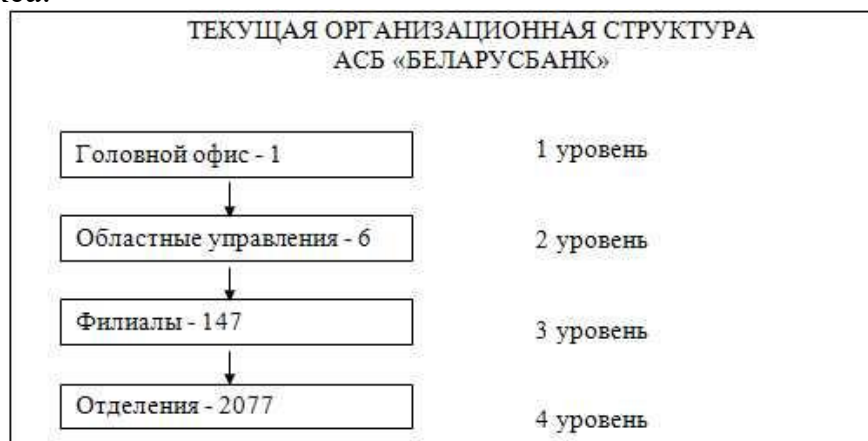 ТЕКУЩАЯ ОРГАНИЗАЦИОННАЯ СТРУКТУРА
АСБ «БЕЛАРУСБАНК»
Головной офис - 1
1 уровень
Областные управления - 6
2 уровень
Филиалы - 147
3 уровень
Отделения - 2077
4 уровень